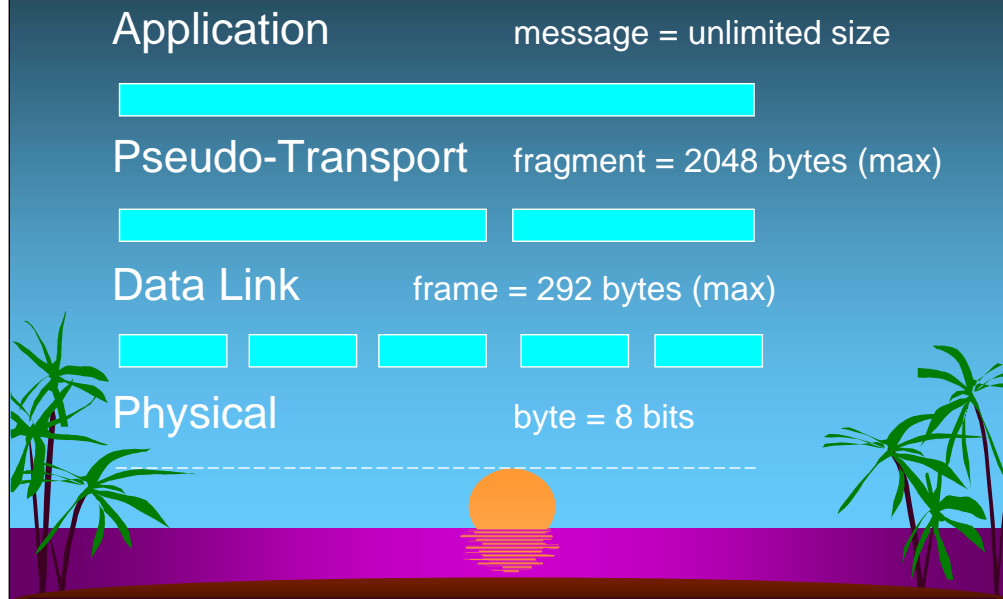 Application message = unlimited size
Pseudo-Transport fragment = 2048 bytes (max)
Data Link frame = 292 bytes (max)
Physical byte = 8 bits